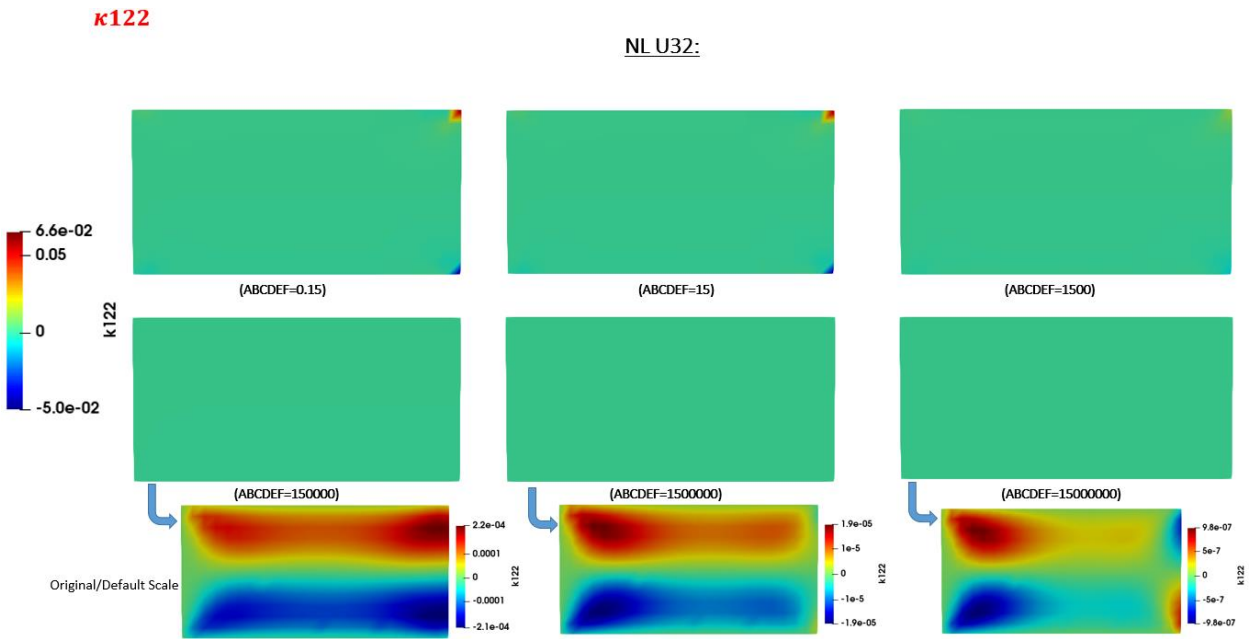 κ122
NL U32:
6.6e-02
0.05
0
-5.0e-02
k122
(ABCDEF=0.15)
(ABCDEF=15)
(ABCDEF=1500)
(ABCDEF=150000)
(ABCDEF=1500000)
(ABCDEF=15000000)
Original/Default Scale
2.2e-04
0.0001
0
-0.0001
-2.1e-04
k122
1.9e-05
1e-5
0
-1e-5
-1.9e-05
k122
9.8e-07
5e-7
0
-5e-7
-9.8e-07
k122